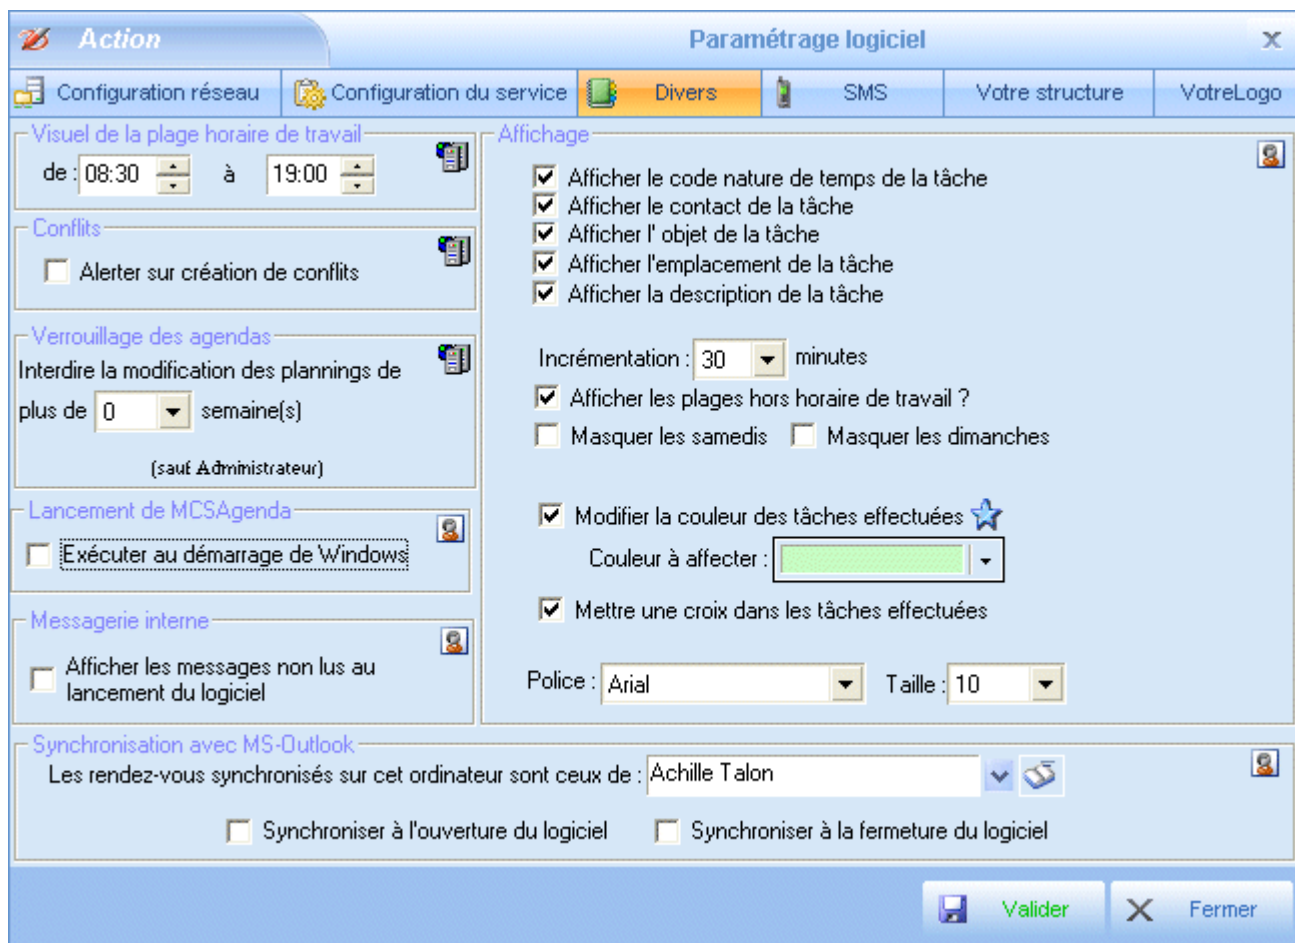 Action
Paramétrage logiciel
Configuration réseau
Configuration du service
Divers
SMS
Votre structure
VotreLogo
Visuel de la plage horaire de travail
de : 08:30 à 19:00
Conflits
Alerter sur création de conflits
Verrouillage des agendas
Interdire la modification des plannings de
plus de 0 semaine(s)
(sauf Administrateur)
Lancement de MCSAgenda
Exécuter au démarrage de Windows
Messagerie interne
Afficher les messages non lus au
lancement du logiciel
Affichage
Afficher le code nature de temps de la tâche
Afficher le contact de la tâche
Afficher l' objet de la tâche
Afficher l'emplacement de la tâche
Afficher la description de la tâche
Incrémentation : 30 minutes
Afficher les plages hors horaire de travail ?
Masquer les samedis Masquer les dimanches
Modifier la couleur des tâches effectuées
Couleur à affecter :
Mettre une croix dans les tâches effectuées
Police : Arial Taille : 10
Synchronisation avec MS-Outlook
Les rendez-vous synchronisés sur cet ordinateur sont ceux de : Achille Talon
Synchroniser à l'ouverture du logiciel Synchroniser à la fermeture du logiciel
Valider Fermer